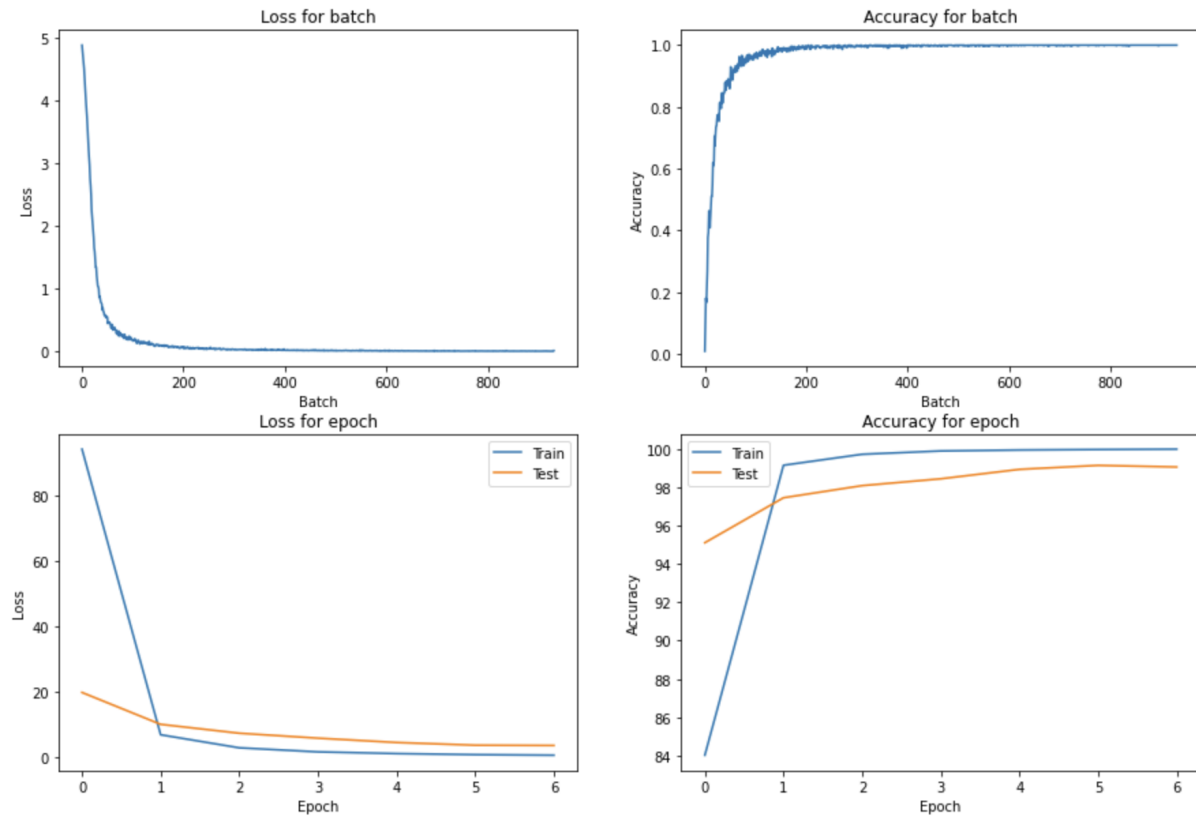 Loss for batch
5
4
3
2
1
0
Loss
0 200 400 600 800
Batch
Accuracy for batch
1.0
0.8
0.6
0.4
0.2
0.0
Accuracy
0 200 400 600 800
Batch
Loss for epoch
Train
Test
80
60
40
20
0
Loss
0 1 2 3 4 5 6
Epoch
Accuracy for epoch
Train
Test
100
98
96
94
92
90
88
86
84
Accuracy
0 1 2 3 4 5 6
Epoch